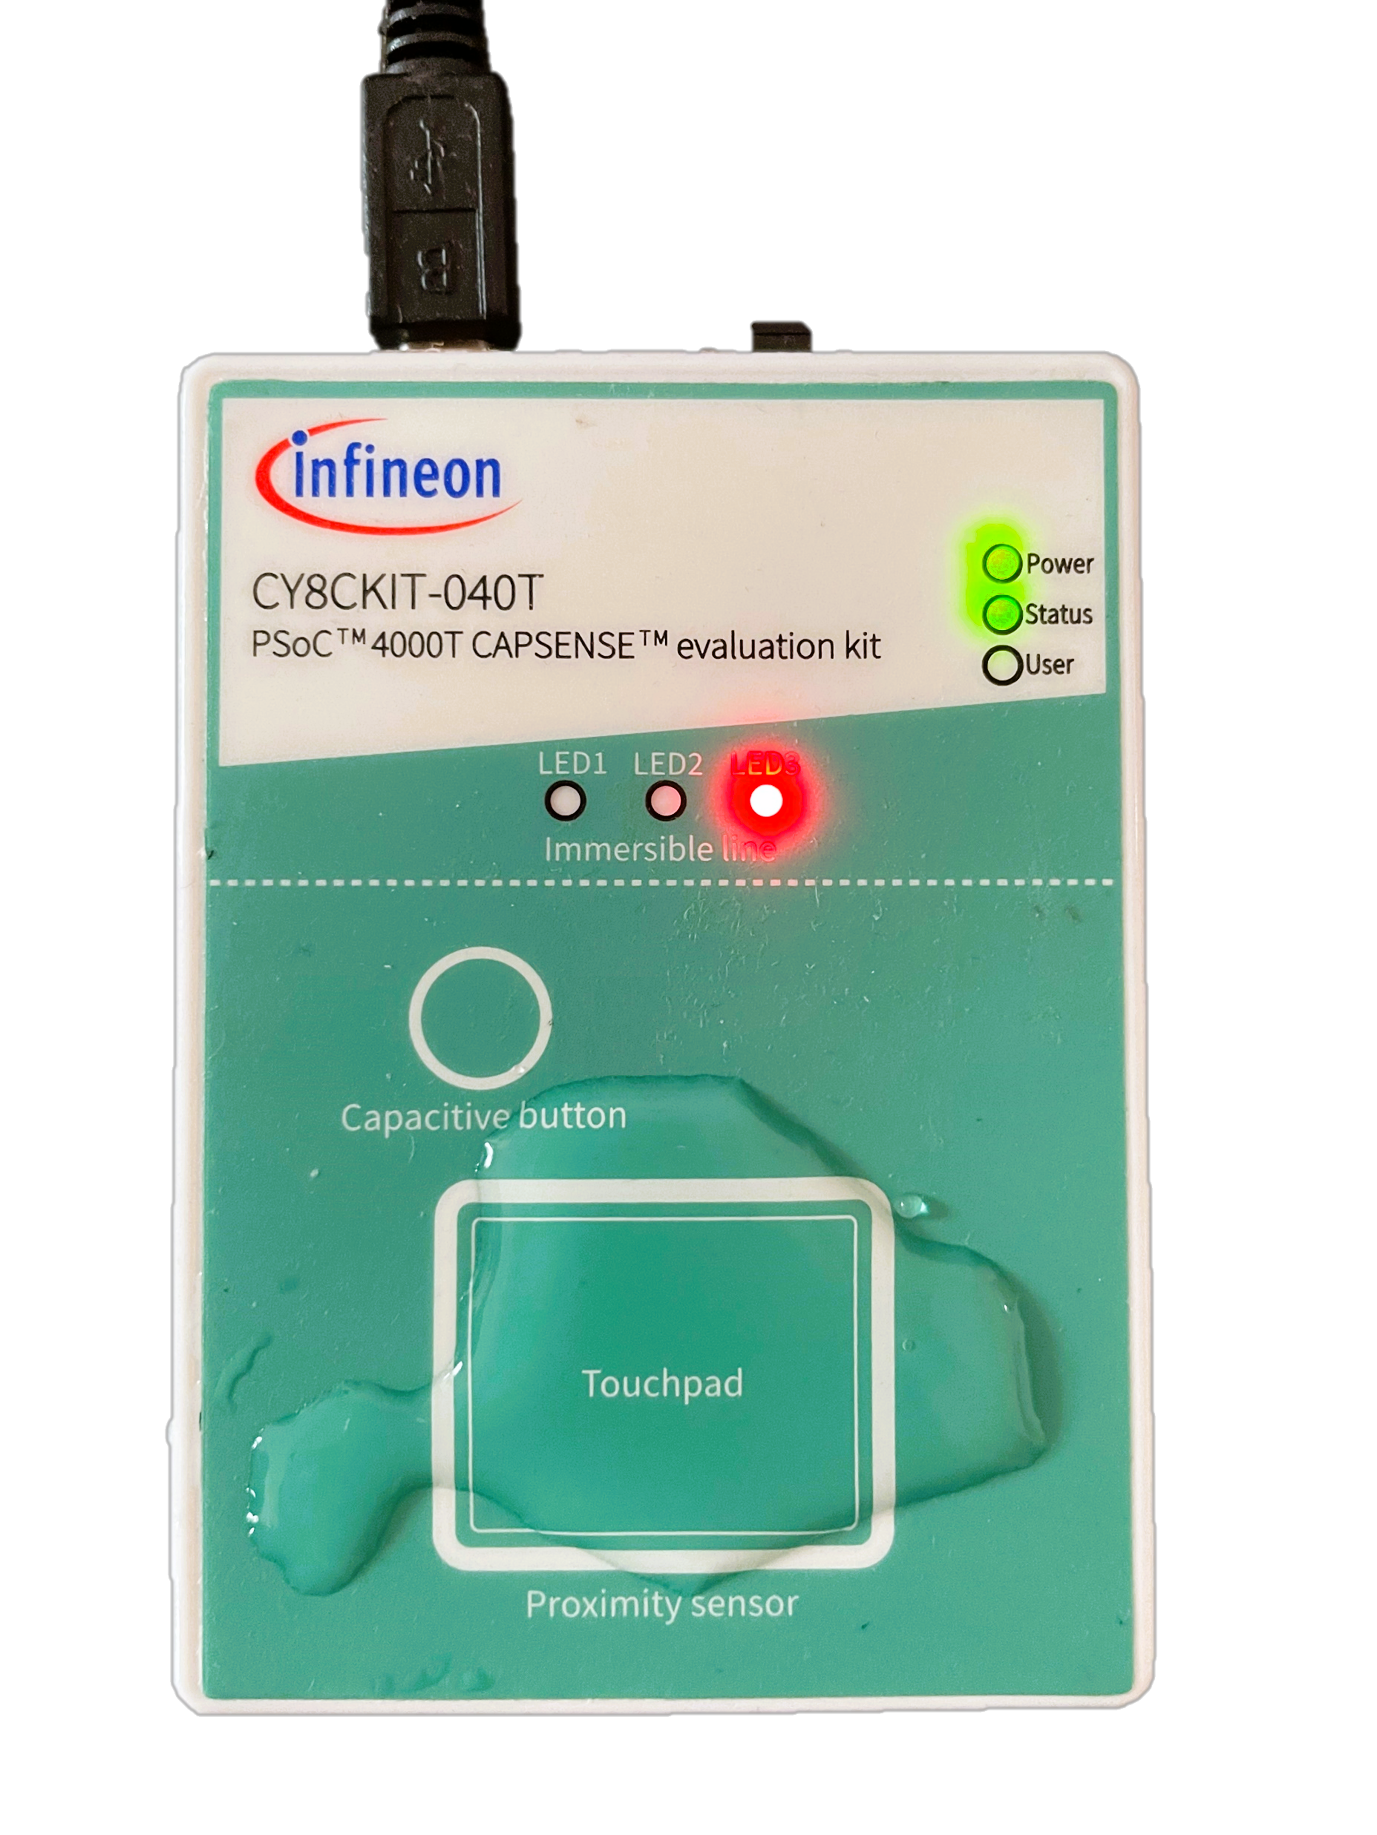 B
infineon
CY8CKIT-040T
PSoC™ 4000T CAPSENSE™ evaluation kit
Power
Status
User
LED1 LED2 LED3
Immersible line
Capacitive button
Touchpad
Proximity sensor